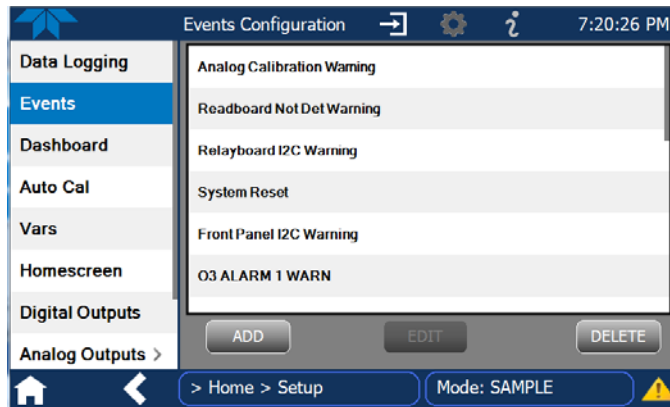 Events Configuration
7:20:26 PM
Data Logging
Events
Dashboard
Auto Cal
Vars
Homescreen
Digital Outputs
Analog Outputs >
Analog Calibration Warning
Readboard Not Det Warning
Relayboard I2C Warning
System Reset
Front Panel I2C Warning
O3 ALARM 1 WARN
ADD
EDIT
DELETE
> Home > Setup
Mode: SAMPLE